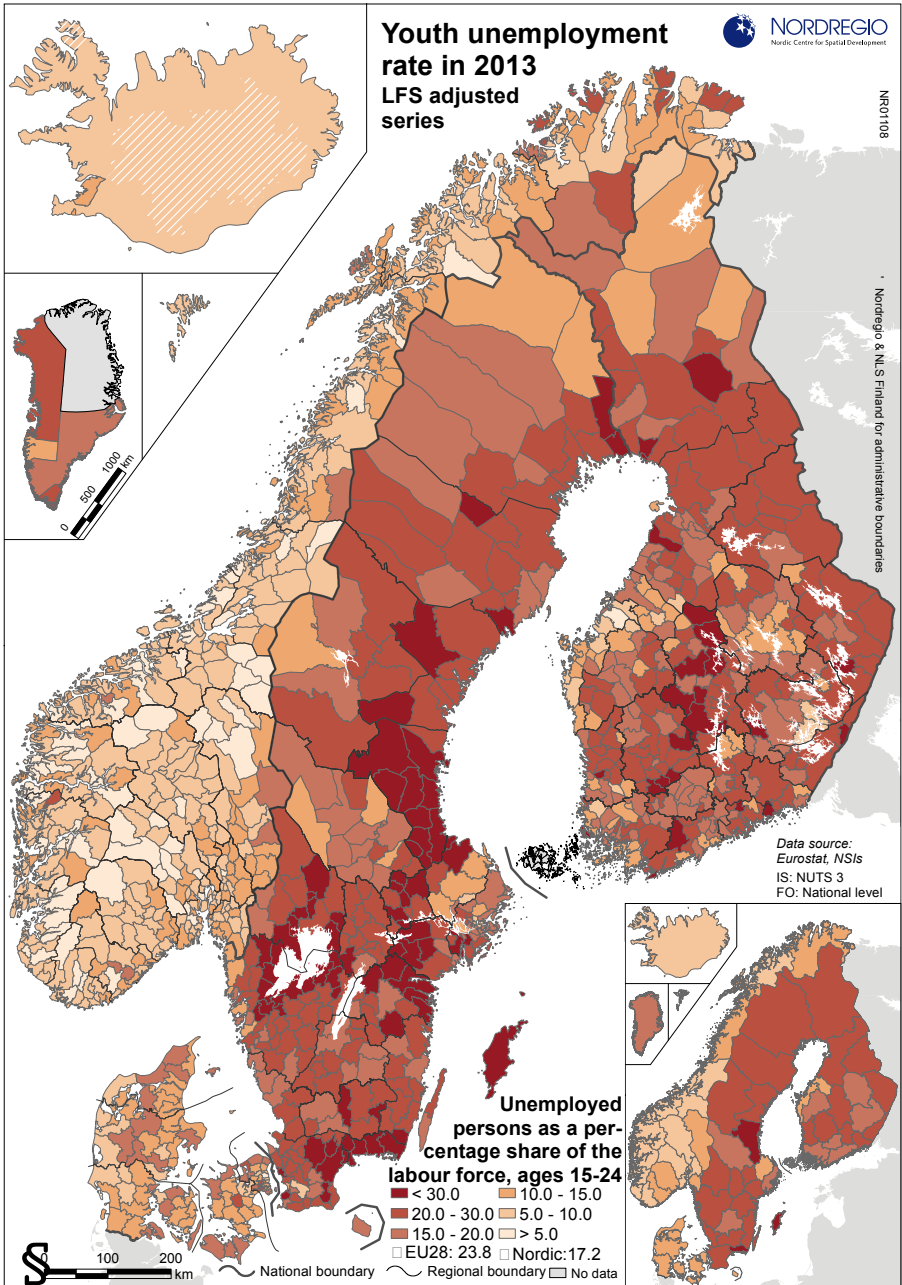 Youth unemployment
rate in 2013
LFS adjusted
series
NORDREGIO
Nordic Centre for Spatial Development
NR01108
' Nordregio & NLS Finland for administrative boundaries
0 500 1000
km
Data source:
Eurostat, NSIs
IS: NUTS 3
FO: National level
Unemployed
persons as a per-
centage share of the
labour force, ages 15-24
< 30.0 10.0 - 15.0
20.0 - 30.0 5.0 - 10.0
15.0 - 20.0 > 5.0
EU28: 23.8 Nordic:17.2
National boundary Regional boundary No data
0 100 200
km